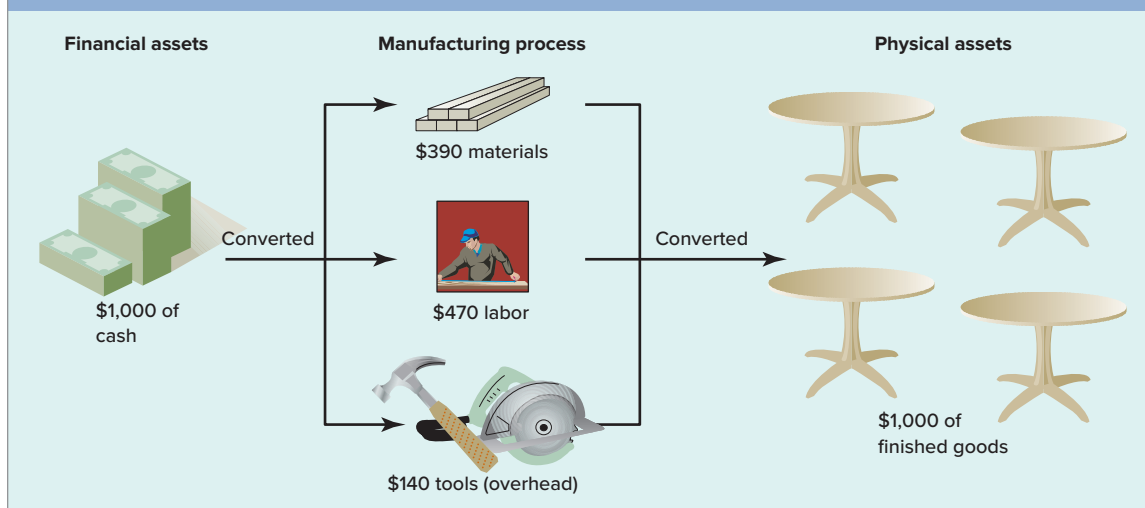 Financial assets
Manufacturing process
Physical assets
$390 materials
Converted
Converted
$1,000 of
cash
$470 labor
$140 tools (overhead)
$1,000 of
finished goods